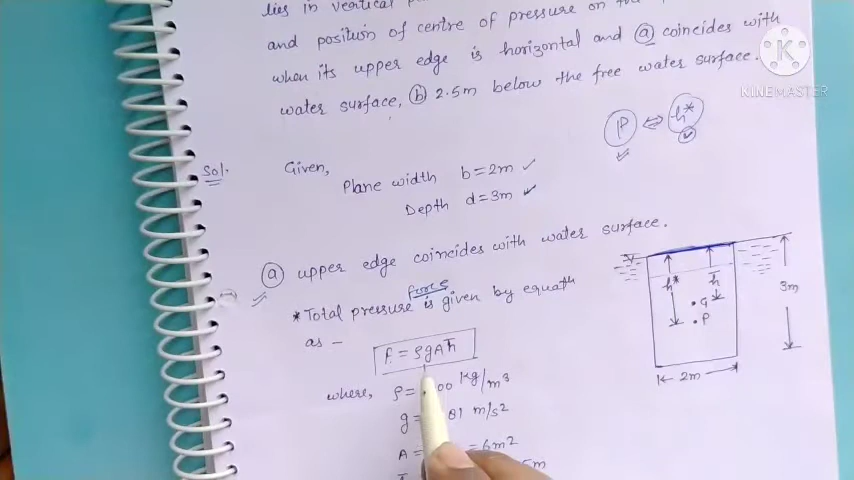 lies in vertical
and position of centre of pressure on the
when its upper edge is horizontal and ⓐ coincides with
water surface, ⓑ 2.5m below the free water surface.
KINEMASTER
P ⇔ h*
Sol.
Given,
Plane width b = 2m ✓
Depth d = 3m ✓
ⓐ upper edge coincides with water surface.
force
*Total pressure is given by equatn
as -
F = ρgAh̄
where, ρ = 00 kg/m³
g = 81 m/s²
A = = 6m²
5m
h* h̄
G
P
3m
2m